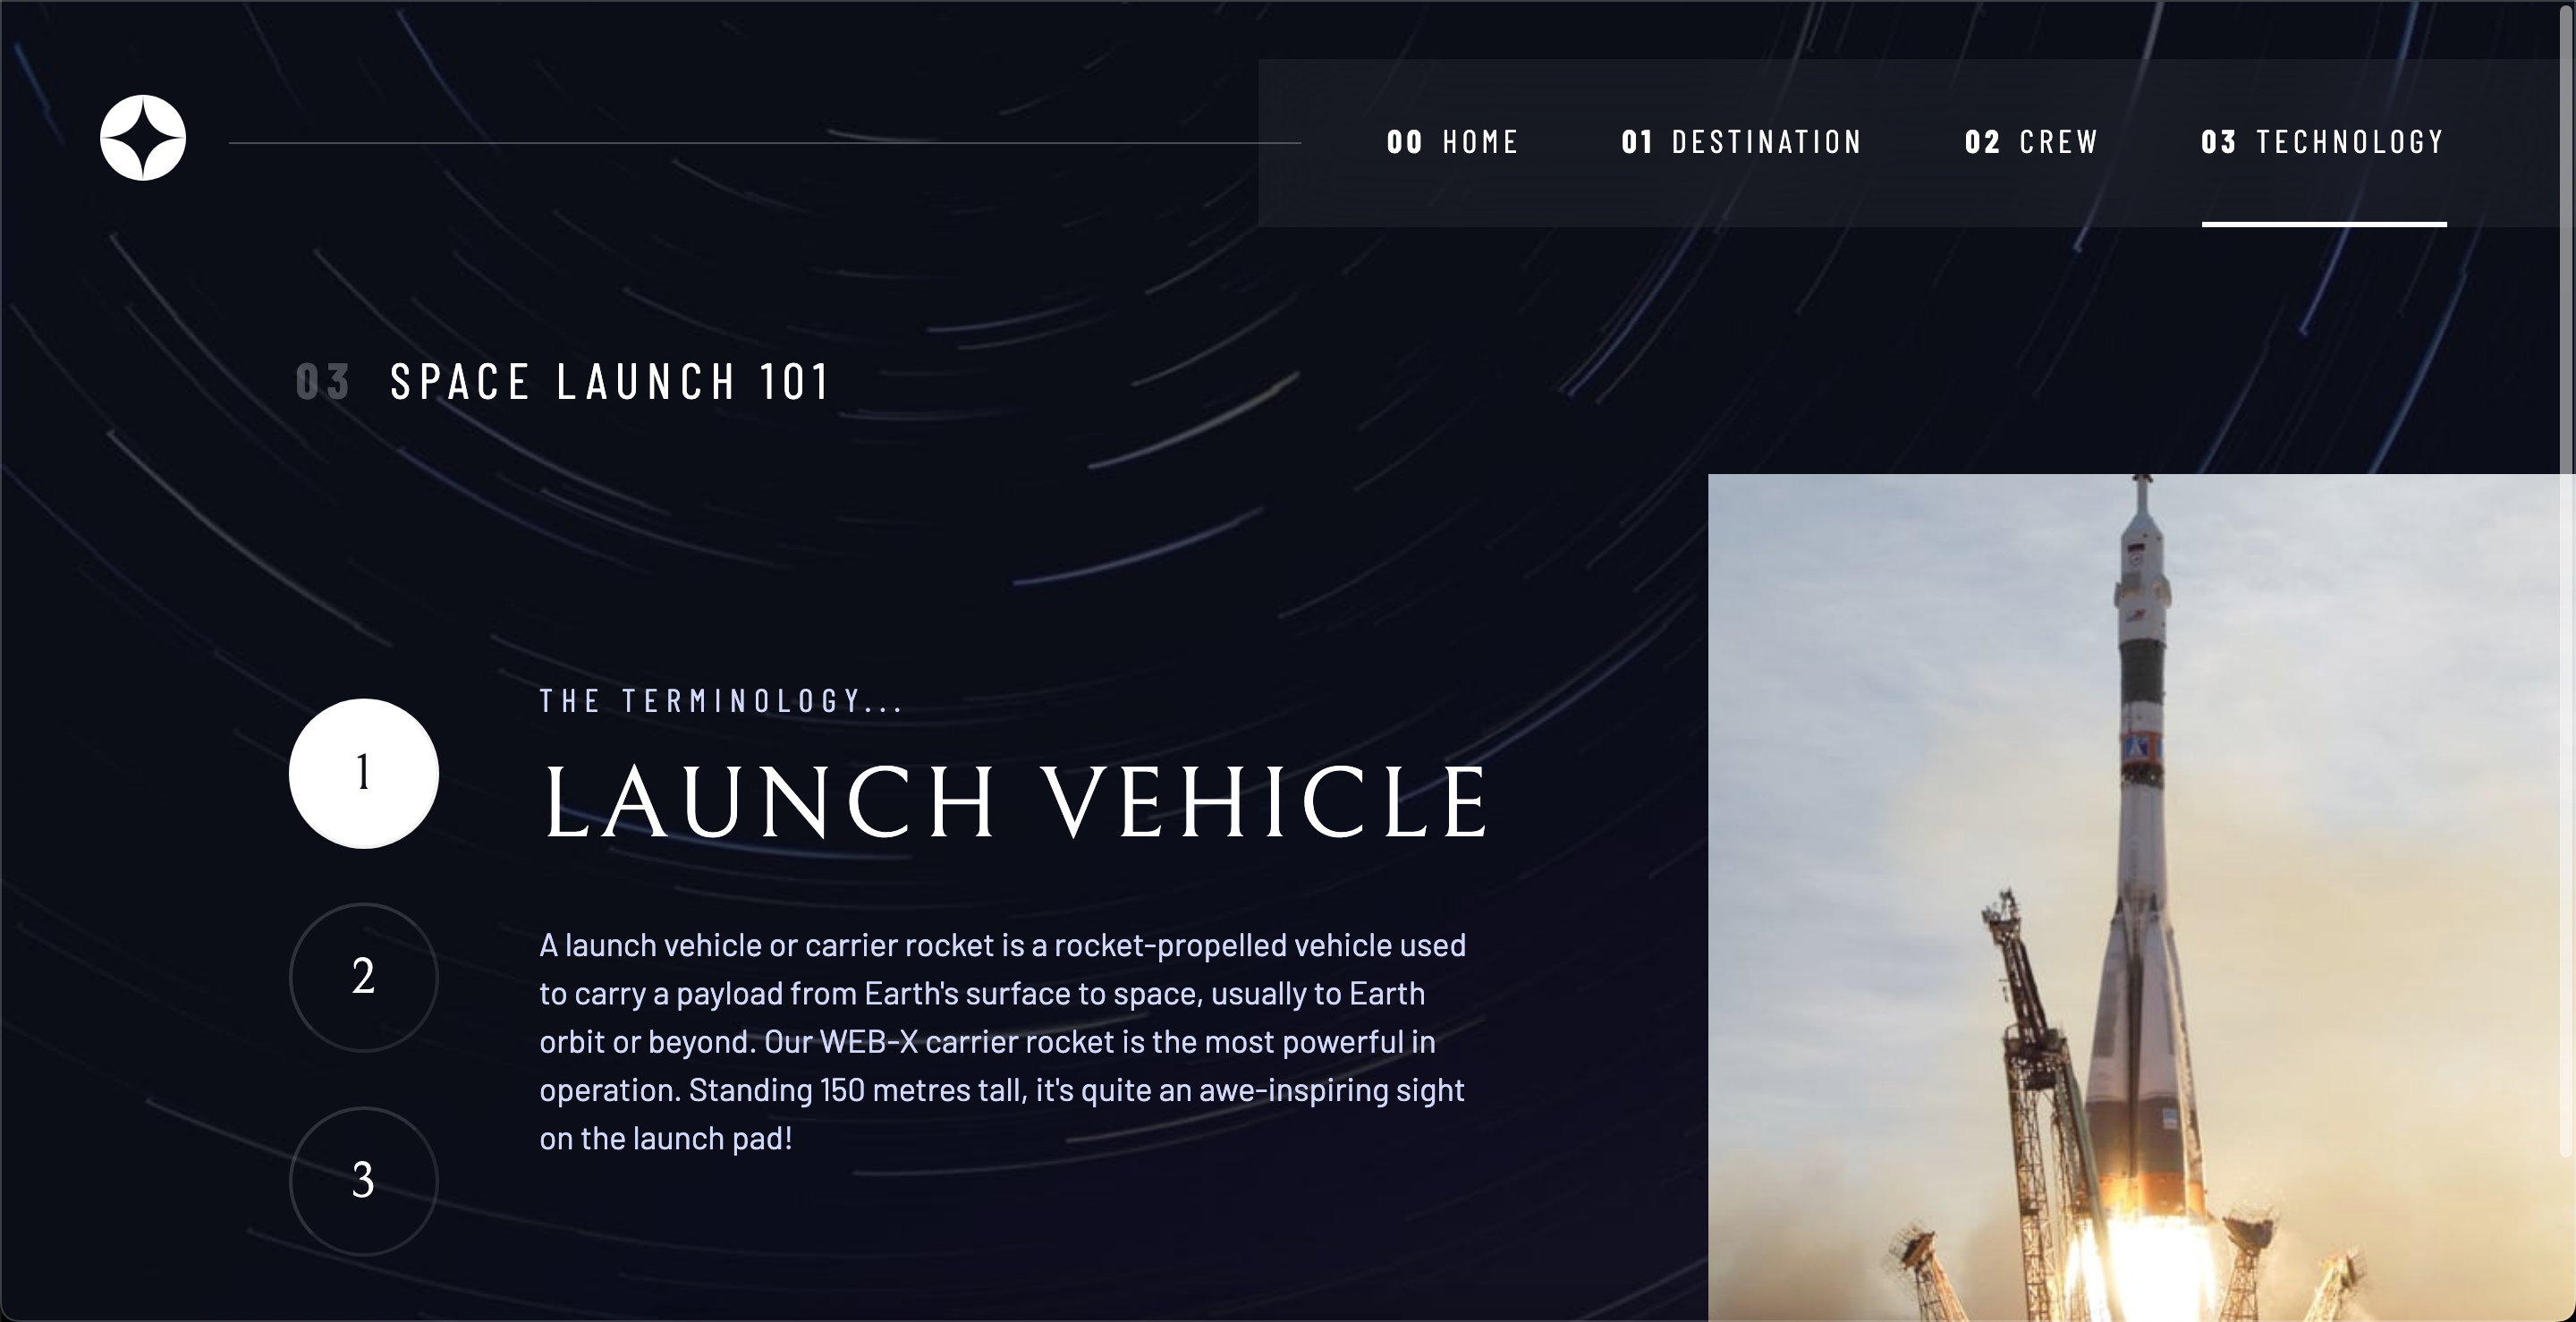 00 HOME
01 DESTINATION
02 CREW
03 TECHNOLOGY
03 SPACE LAUNCH 101
1
2
3
THE TERMINOLOGY...
LAUNCH VEHICLE
A launch vehicle or carrier rocket is a rocket-propelled vehicle used
to carry a payload from Earth's surface to space, usually to Earth
orbit or beyond. Our WEB-X carrier rocket is the most powerful in
operation. Standing 150 metres tall, it's quite an awe-inspiring sight
on the launch pad!